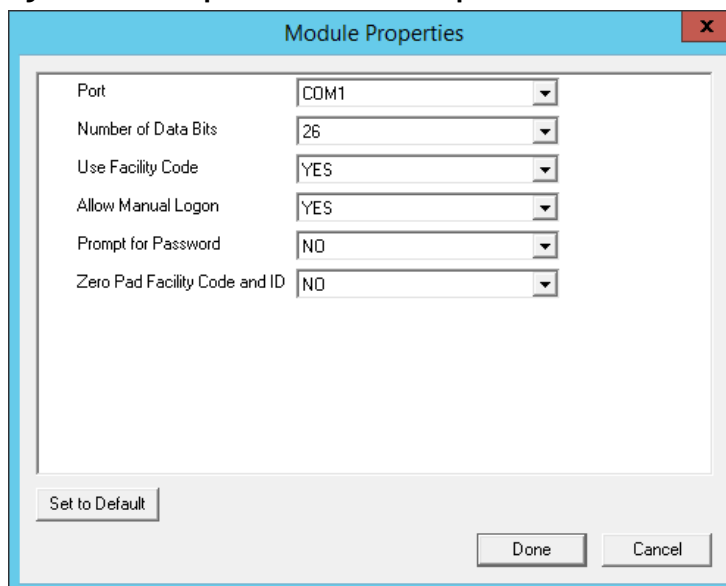 Module Properties
x
Port COM1
Number of Data Bits 26
Use Facility Code YES
Allow Manual Logon YES
Prompt for Password NO
Zero Pad Facility Code and ID NO
Set to Default
Done Cancel